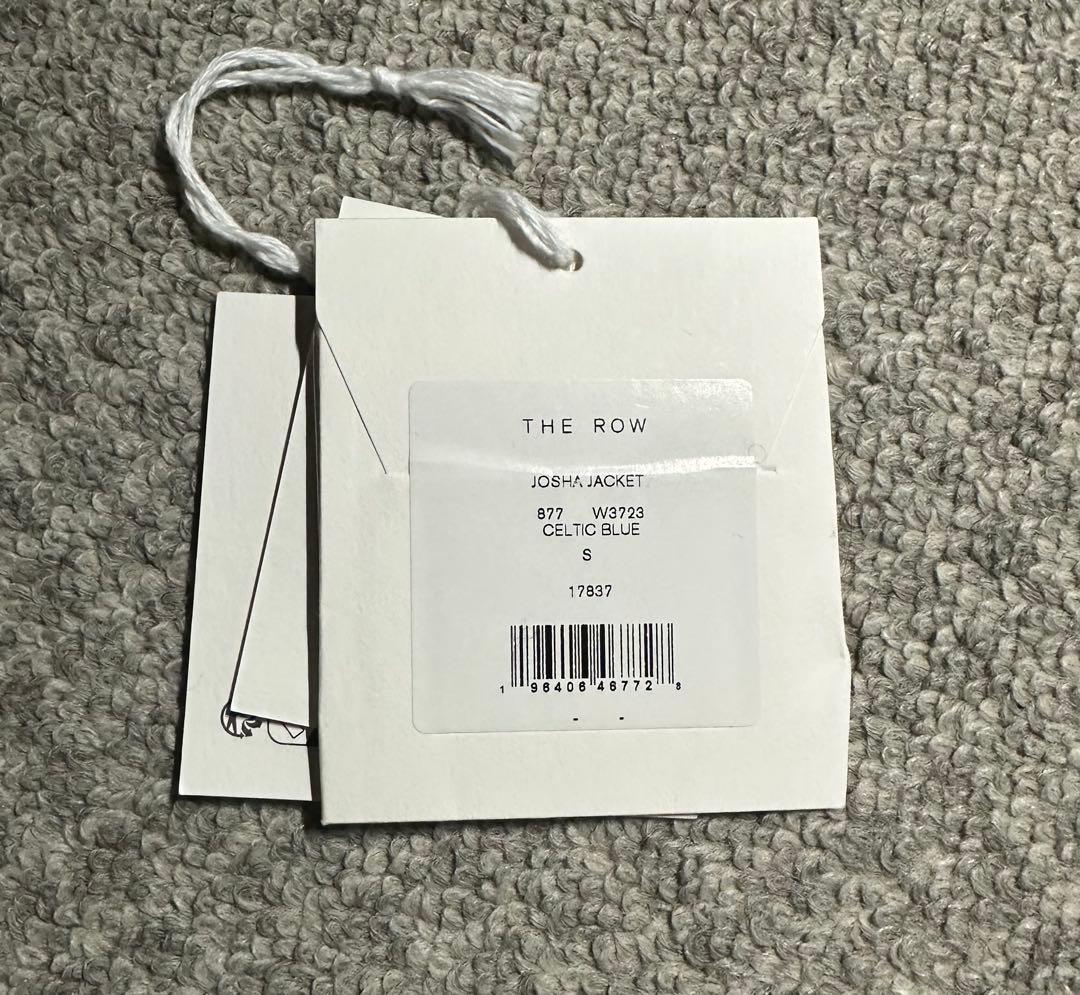 THE ROW
JOSHA JACKET
877 W3723
CELTIC BLUE
S
17837
1 96406 46772 8